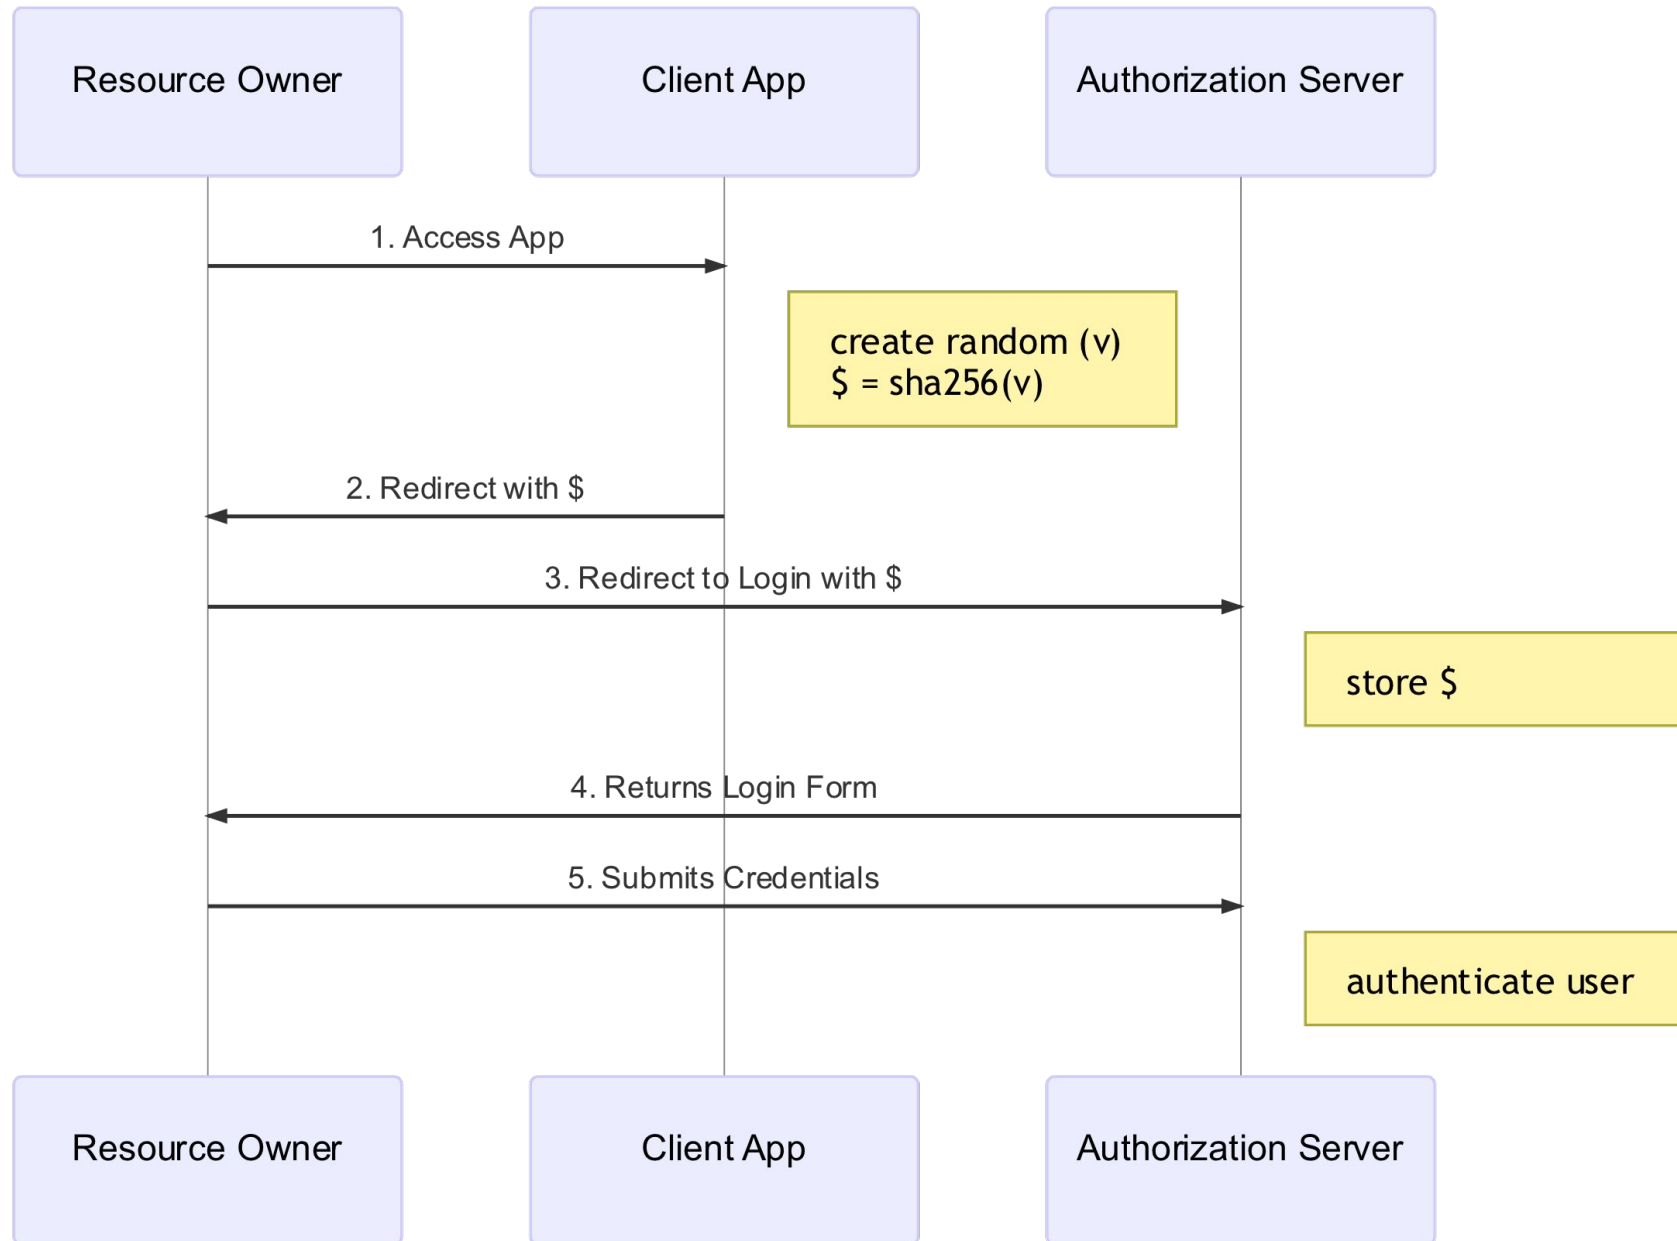 Resource Owner
Client App
Authorization Server
1. Access App
create random (v)
$ = sha256(v)
2. Redirect with $
3. Redirect to Login with $
store $
4. Returns Login Form
5. Submits Credentials
authenticate user
Resource Owner
Client App
Authorization Server